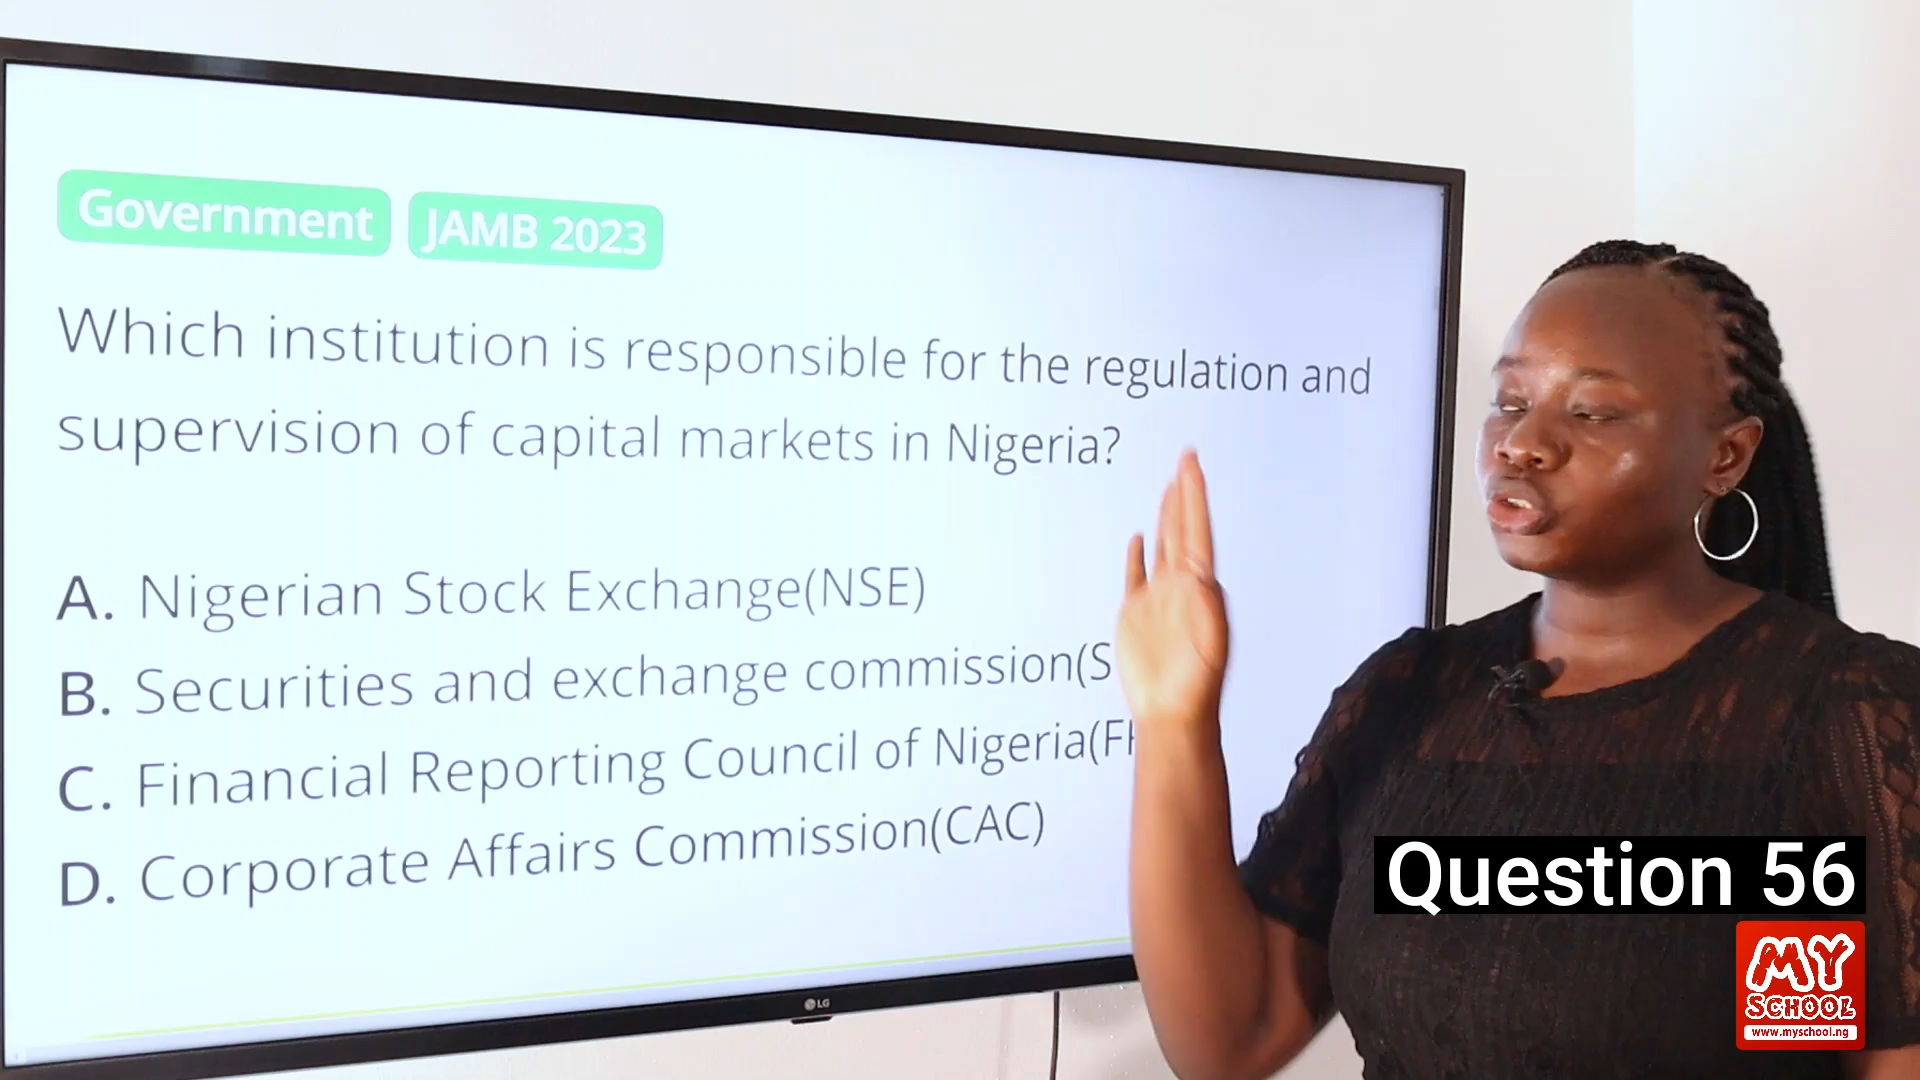 Government JAMB 2023
Which institution is responsible for the regulation and
supervision of capital markets in Nigeria?
A. Nigerian Stock Exchange(NSE)
B. Securities and exchange commission(S
C. Financial Reporting Council of Nigeria(F
D. Corporate Affairs Commission(CAC)
LG
Question 56
MY
SCHOOL
www.myschool.ng